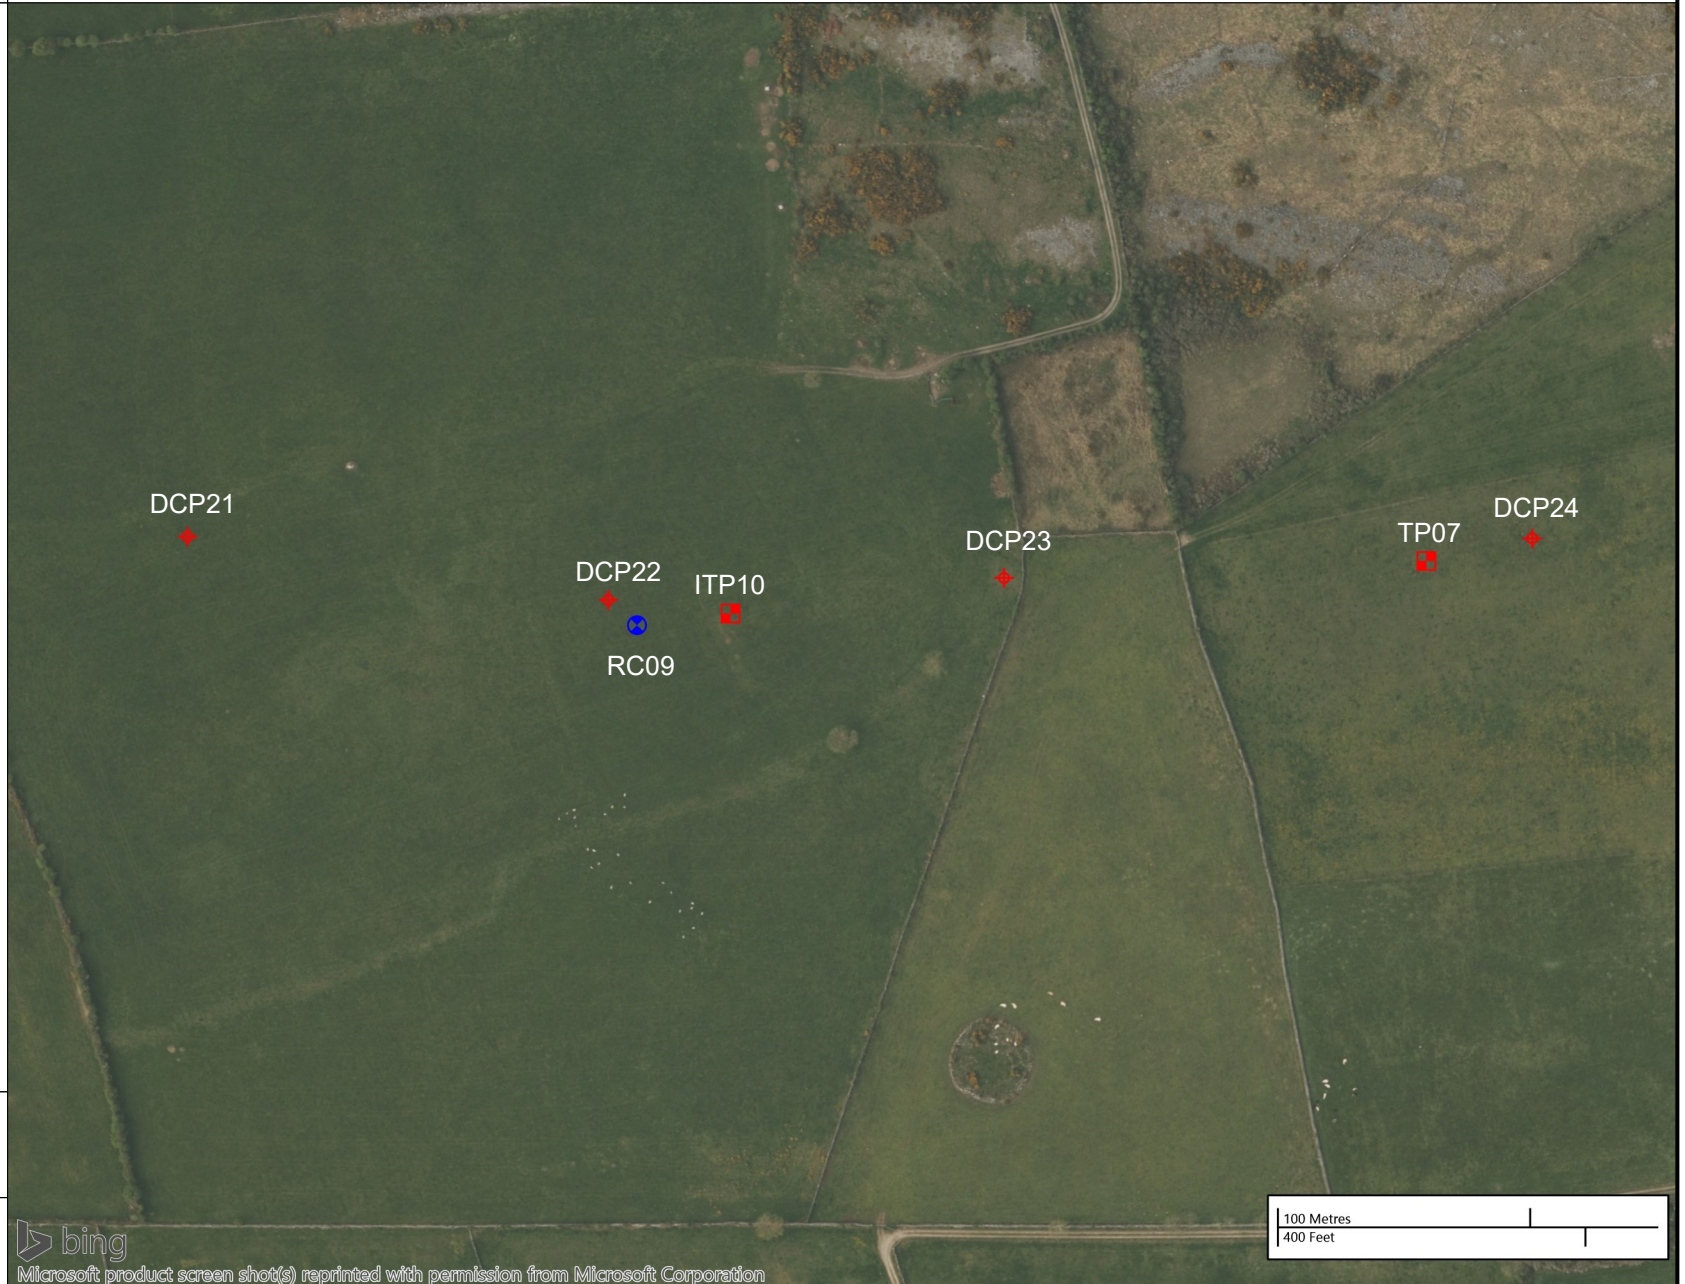 DCP21
DCP24
TP07
DCP23
DCP22
ITP10
RC09
100 Metres
400 Feet
bing
Microsoft product screen shot(s) reprinted with permission from Microsoft Corporation